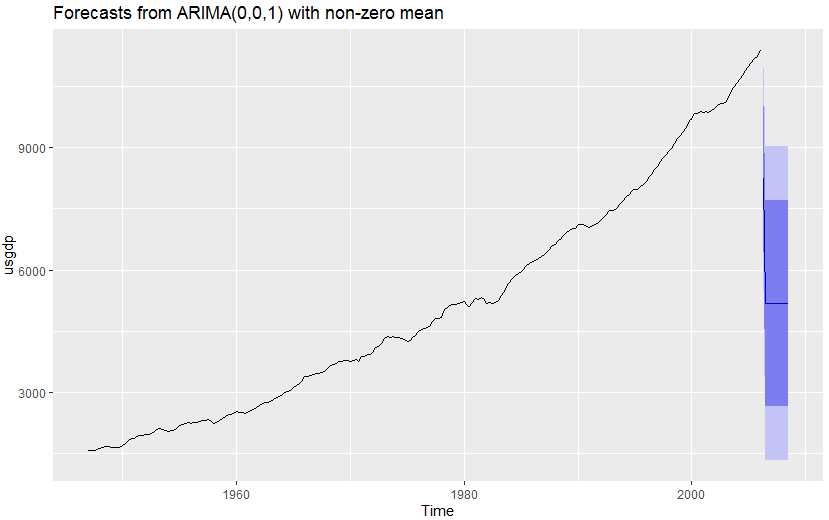 Forecasts from ARIMA(0,0,1) with non-zero mean
usgdp
9000
6000
3000
1960
1980
2000
Time